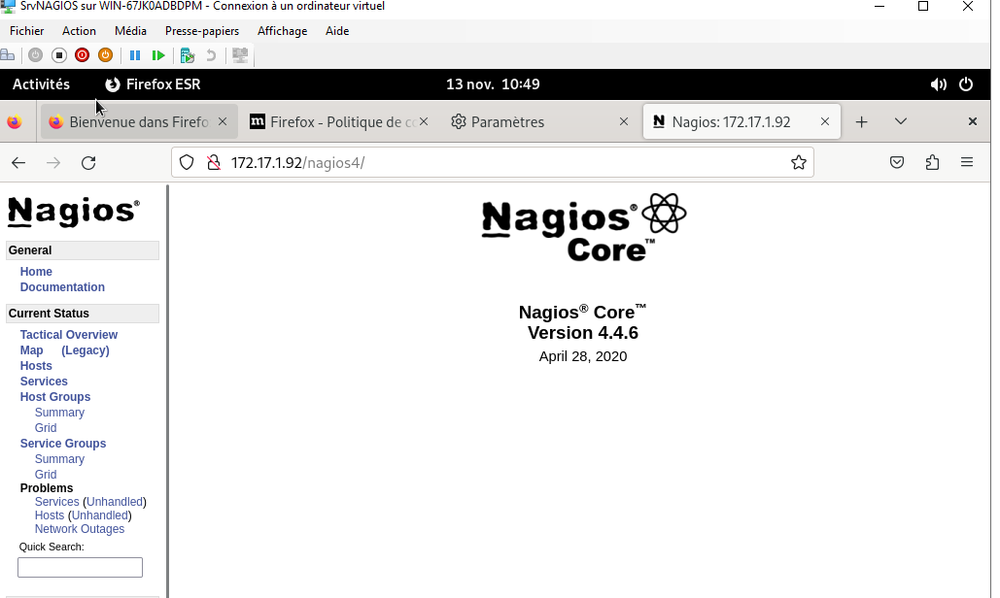 SrvNAGIOS sur WIN-67JK0ADBDPM - Connexion à un ordinateur virtuel
Fichier Action Média Presse-papiers Affichage Aide
Activités Firefox ESR 13 nov. 10:49
Bienvenue dans Firefo m Firefox - Politique de co Paramètres N Nagios: 172.17.1.92
172.17.1.92/nagios4/
Nagios®
General
Home
Documentation
Current Status
Tactical Overview
Map (Legacy)
Hosts
Services
Host Groups
Summary
Grid
Service Groups
Summary
Grid
Problems
Services (Unhandled)
Hosts (Unhandled)
Network Outages
Quick Search:
Nagios®
Core™
Nagios® Core™
Version 4.4.6
April 28, 2020